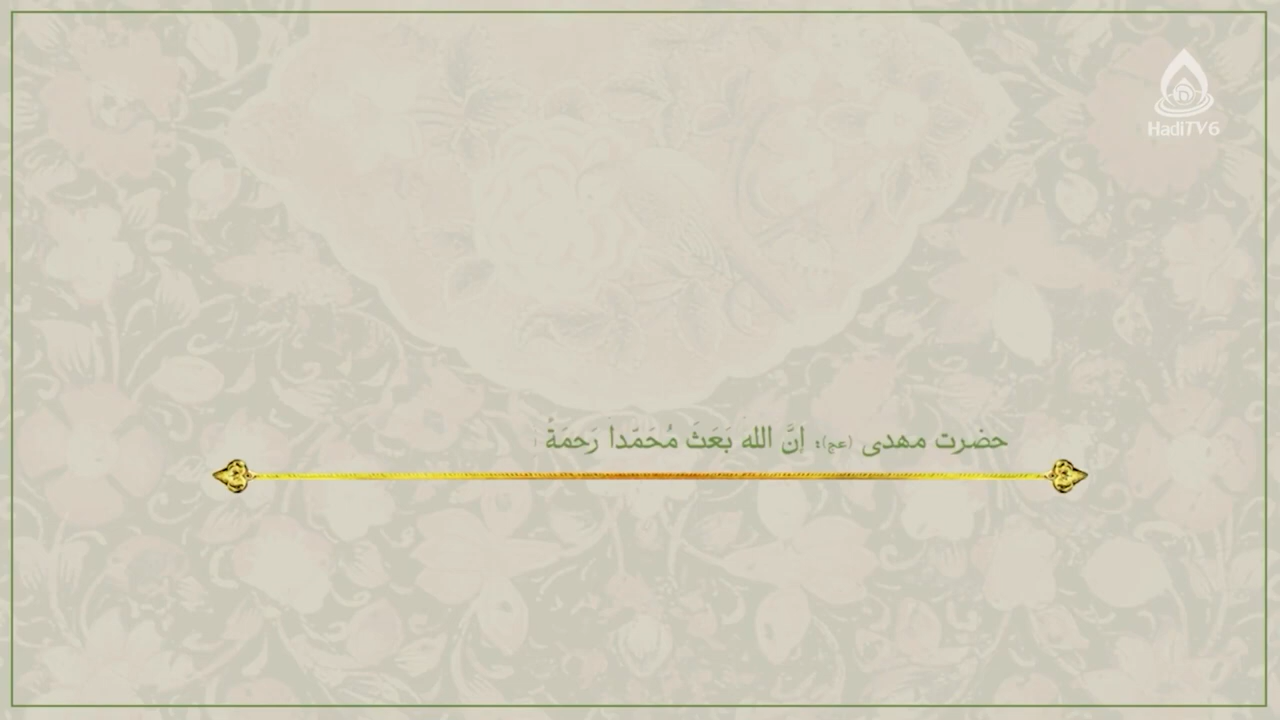 HadiTV6
حضرت مهدی (عج): إنَّ الله بَعَثَ مُحَمّدا رَحمَةً